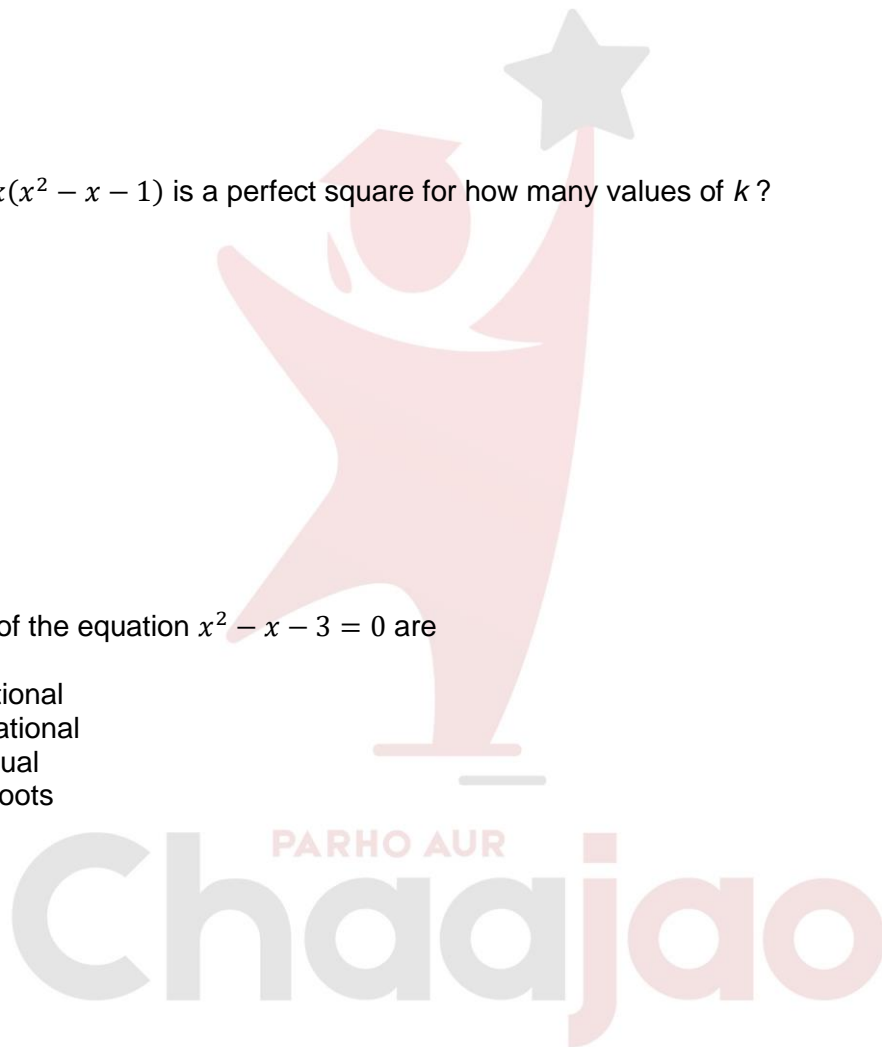 (𝑥² − 𝑥 − 1) is a perfect square for how many values of k ?
of the equation 𝑥² − 𝑥 − 3 = 0 are
tional
ational
ual
oots
PARHO AUR
Chaajao